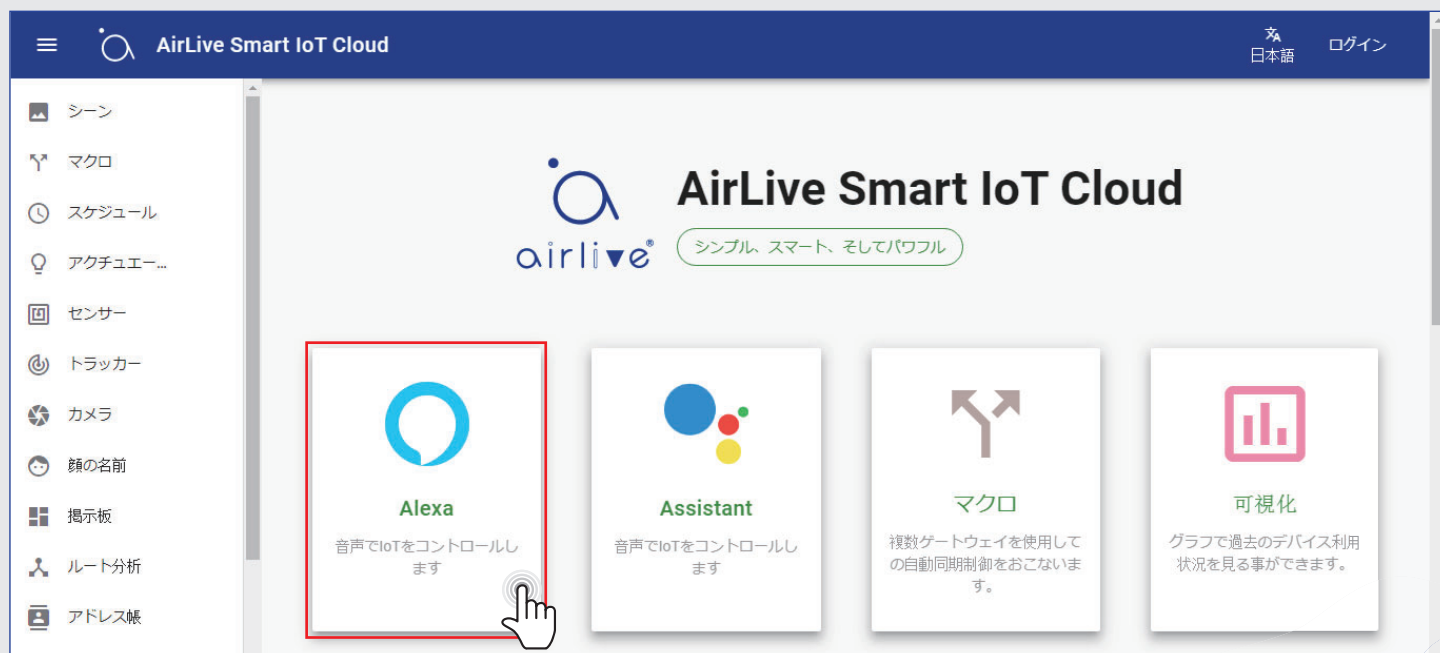 AirLive Smart IoT Cloud
日本語
ログイン
シーン
マクロ
スケジュール
アクチュエー...
センサー
トラッカー
カメラ
顔の名前
掲示板
ルート分析
アドレス帳
airlive®
AirLive Smart IoT Cloud
シンプル、スマート、そしてパワフル
Alexa
音声でIoTをコントロールし
ます
Assistant
音声でIoTをコントロールし
ます
マクロ
複数ゲートウェイを使用して
の自動同期制御をおこないま
す。
可視化
グラフで過去のデバイス利用
状況を見る事ができます。